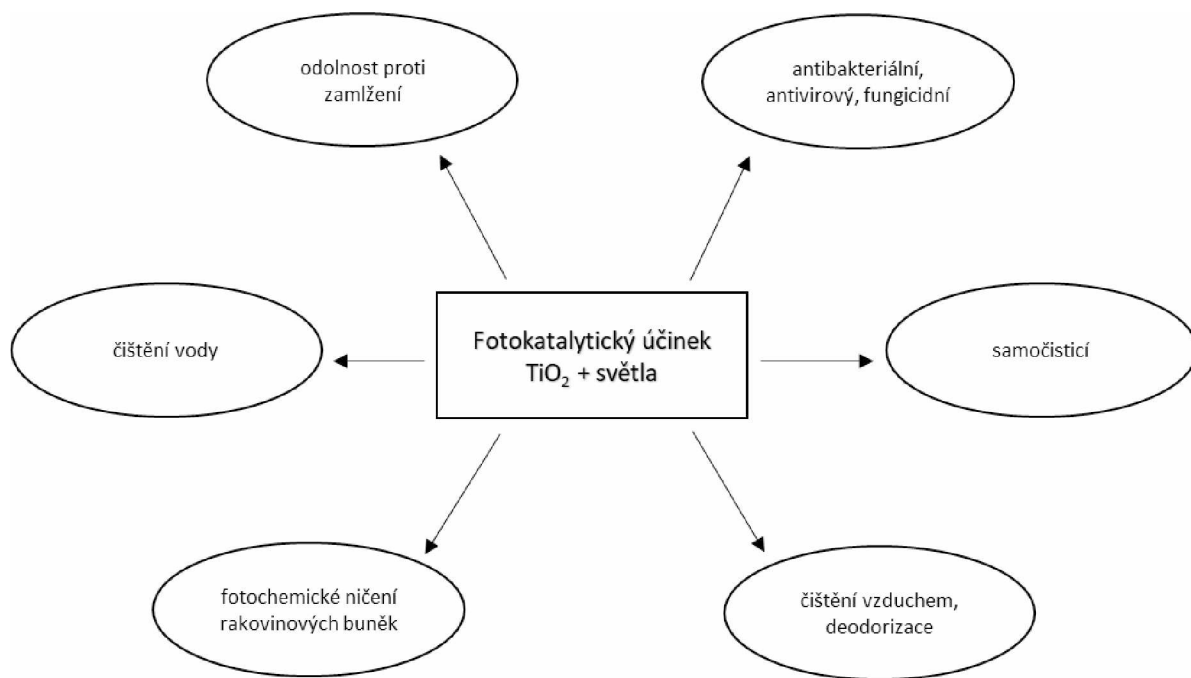 odolnost proti
zamlžení
antibakteriální,
antivirový, fungicidní
čištění vody
Fotokatalytický účinek
TiO₂ + světla
samočisticí
fotochemické ničení
rakovinových buněk
čištění vzduchem,
deodorizace